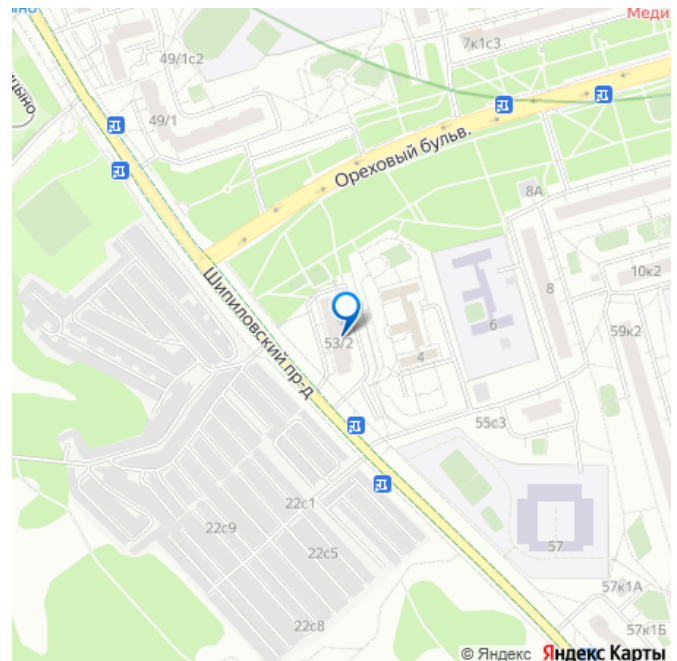 Меди
7к1с3
49/1с2
49/1
Ореховый бульв.
8А
Шипиловский пр-д
10к2
8
6
59к2
53/2
4
55с3
22с1
22с9
22с5
57
57к1А
22с8
57к1Б
© Яндекс Яндекс Карты